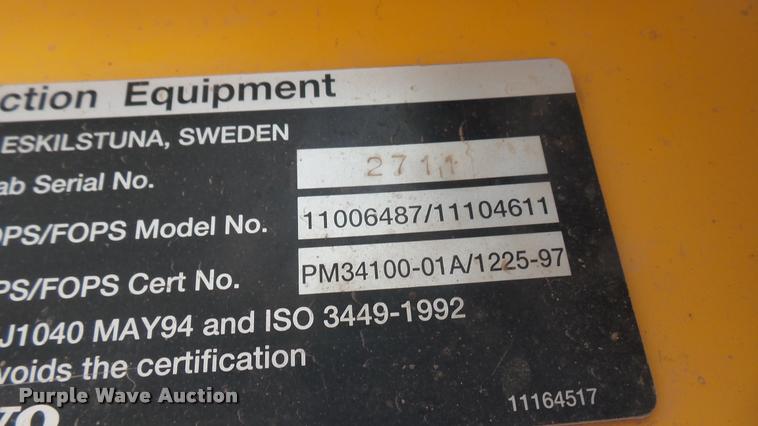 ction Equipment
ESKILSTUNA, SWEDEN
ab Serial No. 2711
OPS/FOPS Model No. 11006487/11104611
PS/FOPS Cert No. PM34100-01A/1225-97
J1040 MAY94 and ISO 3449-1992
voids the certification
Purple Wave Auction
11164517